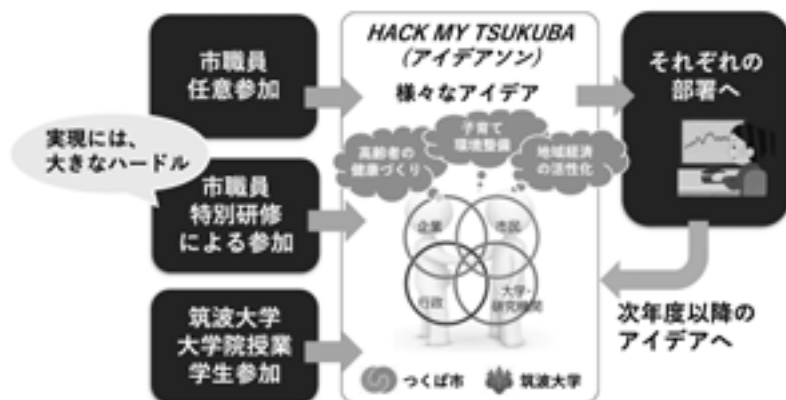 市職員
任意参加
実現には、
大きなハードル
市職員
特別研修
による参加
筑波大学
大学院授業
学生参加
HACK MY TSUKUBA
(アイデアソン)
様々なアイデア
高齢者の
健康づくり
子育て
環境整備
地域経済
の活性化
企業
市民
行政
大学・
研究機関
つくば市
筑波大学
それぞれの
部署へ
次年度以降の
アイデアへ